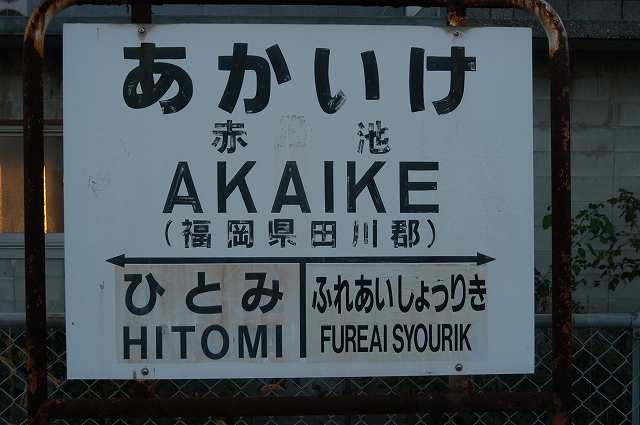 あかいけ
赤池
AKAIKE
(福岡県田川郡)
ひとみ
HITOMI
ふれあいしょうりき
FUREAI SYOURIK